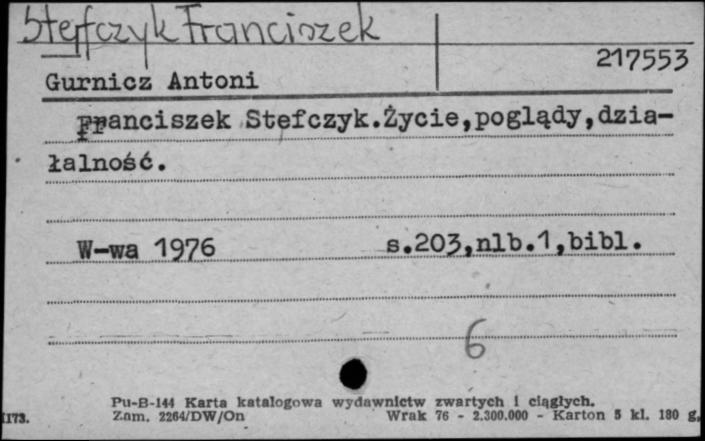 Stefczyk Franciszek
217553
Gurnicz Antoni
Franciszek Stefczyk.Życie,poglądy,dzia-
łalność.
W-wa 1976 s.203,nlb.1,bibl.
6
Pu-B-144 Karta katalogowa wydawnictw zwartych i ciągłych.
1173. Zam. 2264/DW/On Wrak 76 - 2.300.000 - Karton 5 kl. 180 g.